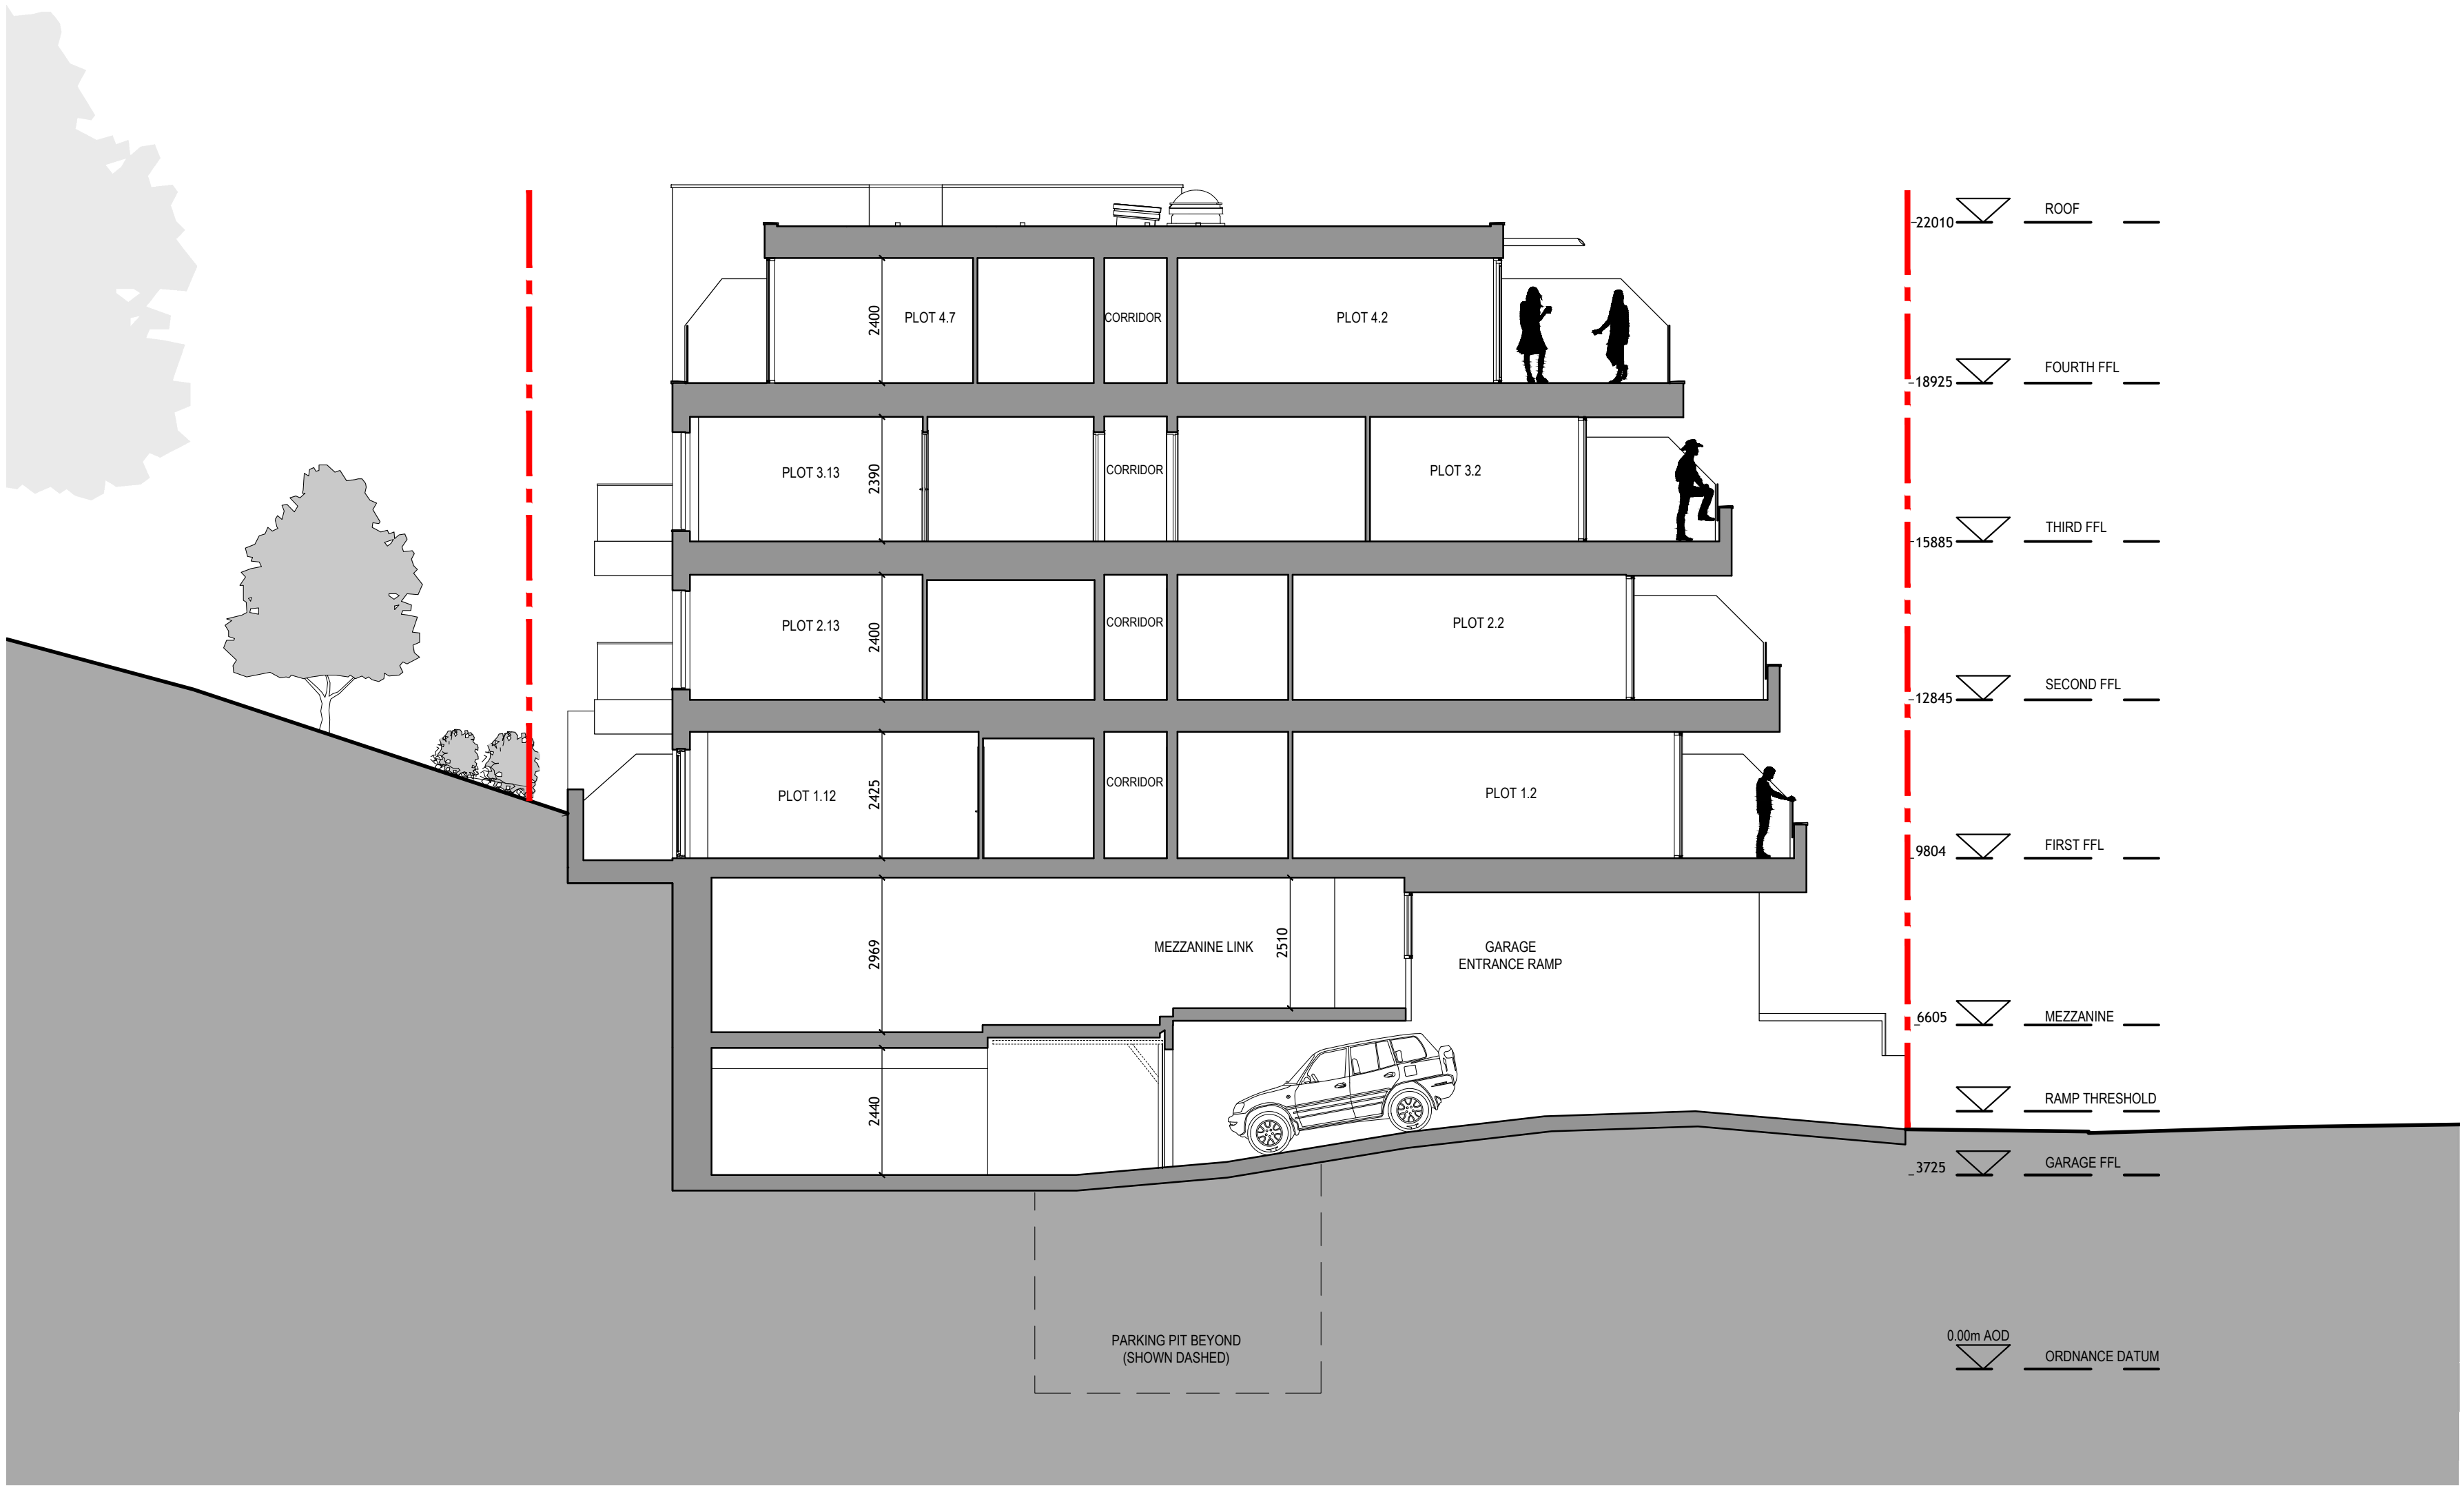 22010
ROOF
2400
PLOT 4.7
CORRIDOR
PLOT 4.2
18925
FOURTH FFL
PLOT 3.13
2390
CORRIDOR
PLOT 3.2
15885
THIRD FFL
PLOT 2.13
2400
CORRIDOR
PLOT 2.2
12845
SECOND FFL
PLOT 1.12
2425
CORRIDOR
PLOT 1.2
9804
FIRST FFL
2969
MEZZANINE LINK
2510
GARAGE
ENTRANCE RAMP
6605
MEZZANINE
2440
RAMP THRESHOLD
3725
GARAGE FFL
PARKING PIT BEYOND
(SHOWN DASHED)
0.00m AOD
ORDNANCE DATUM